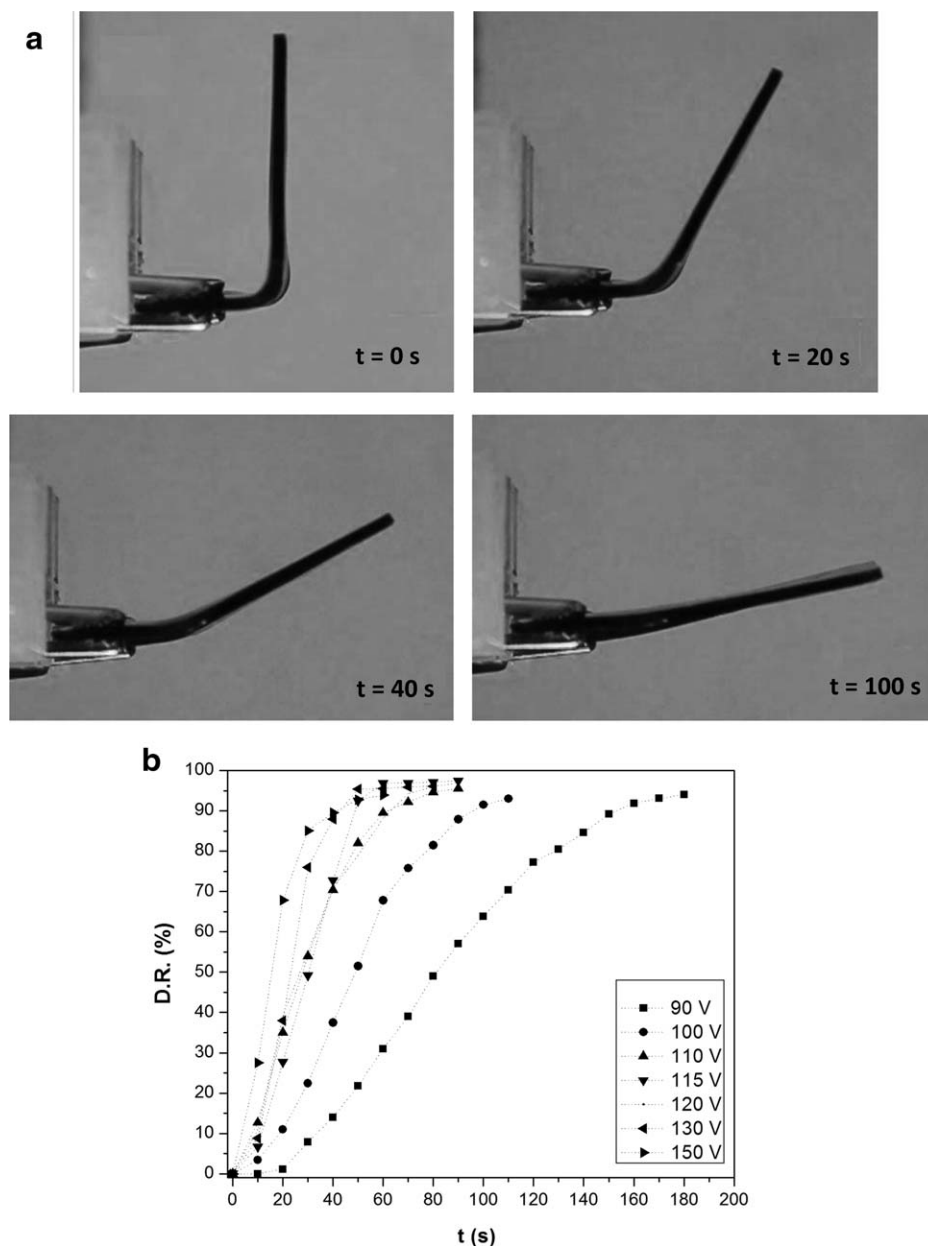 a
t = 0 s
t = 20 s
t = 40 s
t = 100 s
b
100
90
80
70
60
50
40
30
20
10
0
D.R. (%)
90 V
100 V
110 V
115 V
120 V
130 V
150 V
0 20 40 60 80 100 120 140 160 180 200
t (s)